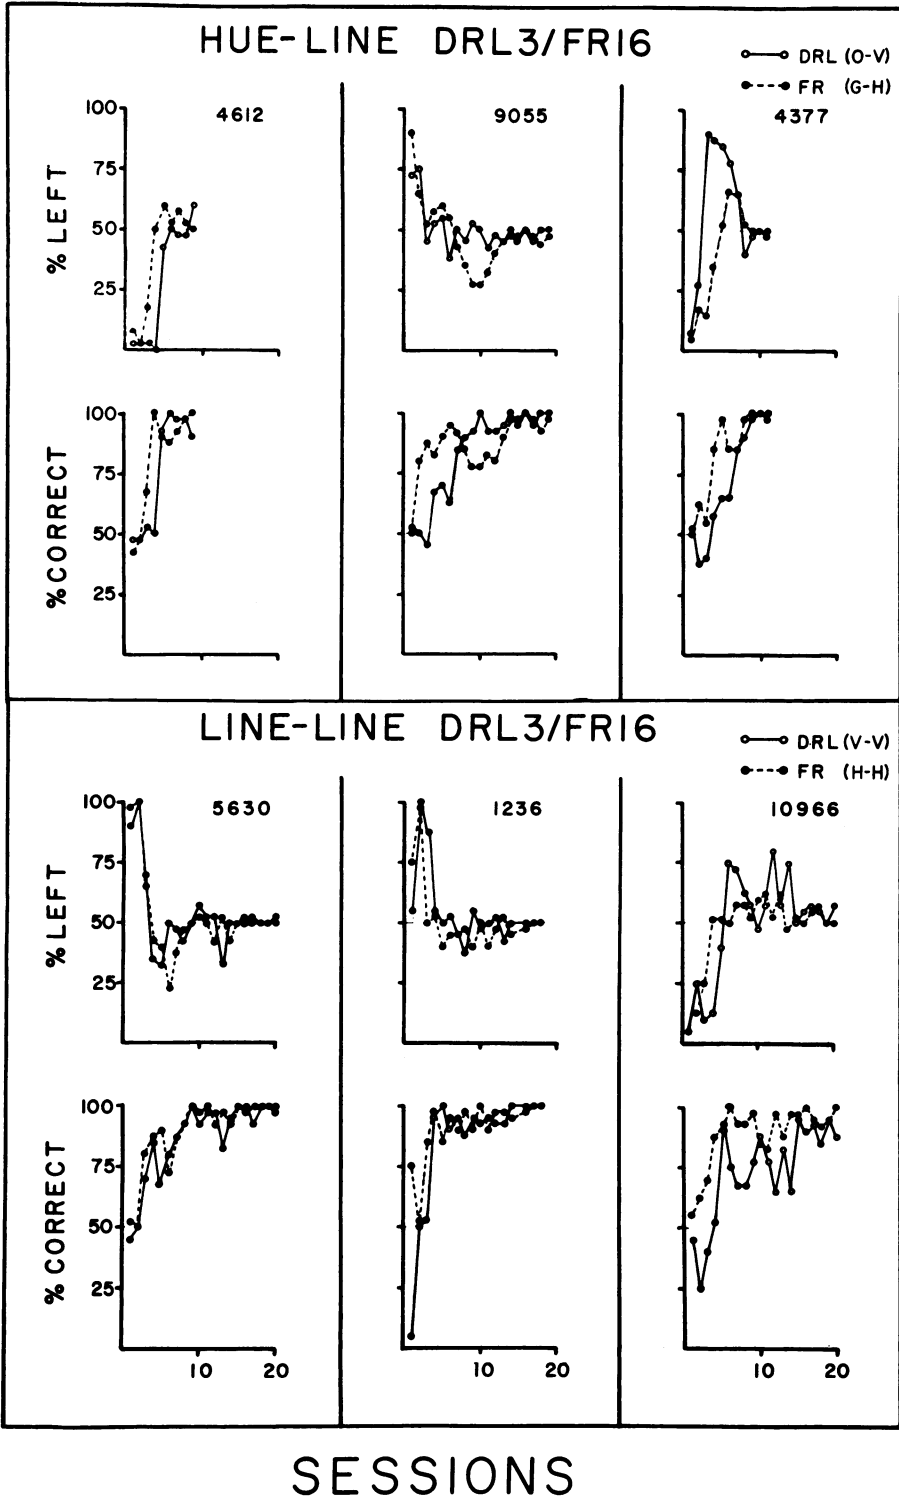 HUE-LINE DRL3/FR16
DRL (O-V)
FR (G-H)
4612
9055
4377
100
75
50
25
% LEFT
100
75
50
25
% CORRECT
LINE-LINE DRL3/FR16
DRL (V-V)
FR (H-H)
5630
1236
10966
100
75
50
25
% LEFT
100
75
50
25
% CORRECT
10 20
10 20
10 20
SESSIONS